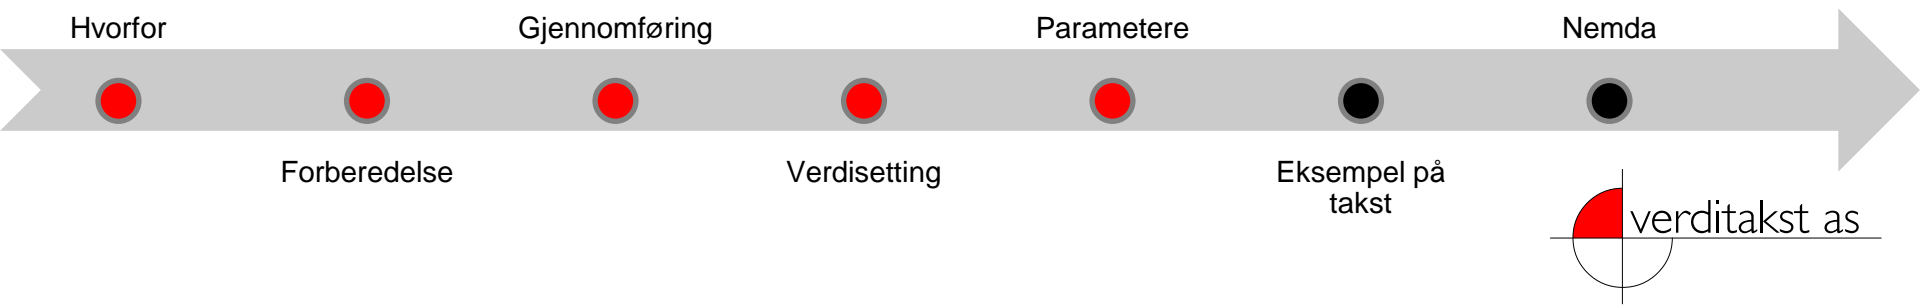 Hvorfor
Gjennomføring
Parametere
Nemda
Forberedelse
Verdisetting
Eksempel på
takst
verditakst as